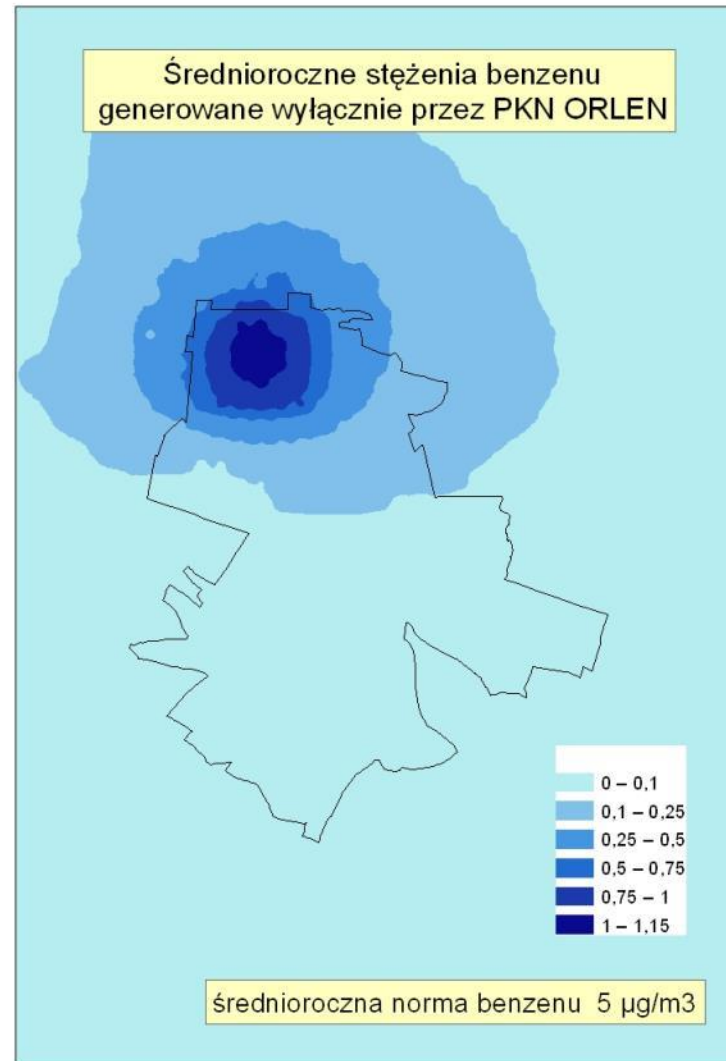 Średnioroczne stężenia benzenu
generowane wyłącznie przez PKN ORLEN
0 – 0,1
0,1 – 0,25
0,25 – 0,5
0,5 – 0,75
0,75 – 1
1 – 1,15
średnioroczna norma benzenu 5 µg/m3